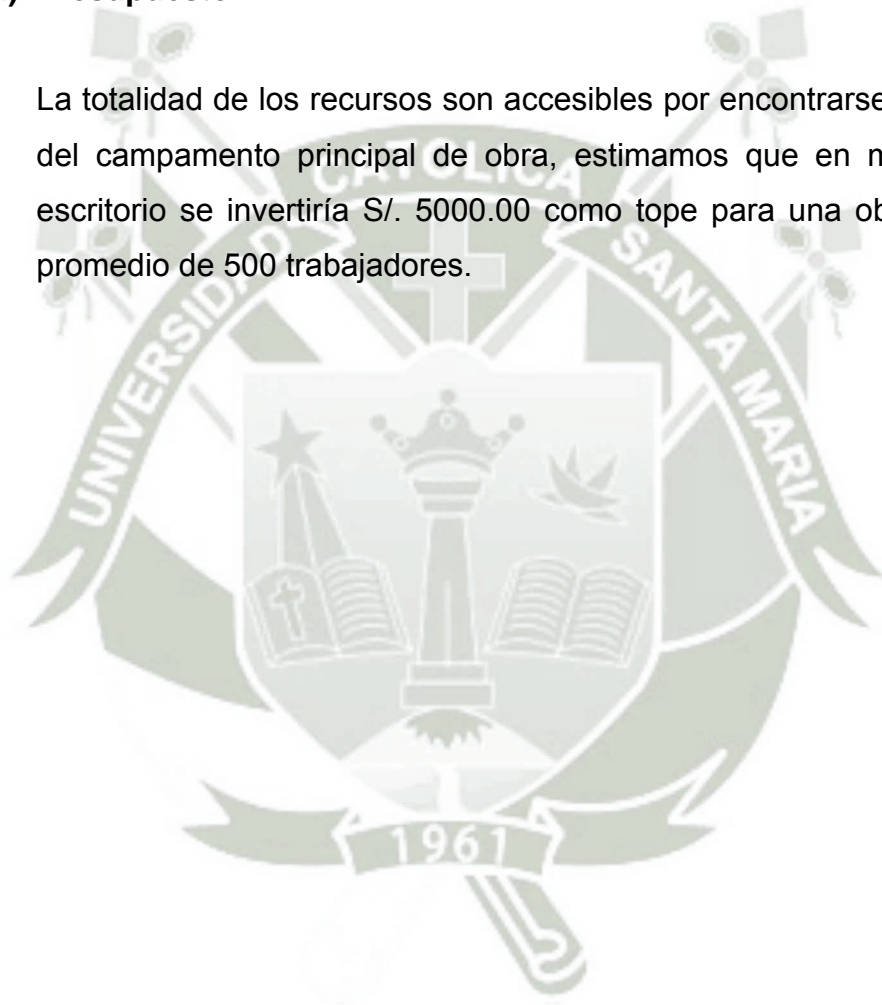 La totalidad de los recursos son accesibles por encontrarse
del campamento principal de obra, estimamos que en
escritorio se invertiría S/. 5000.00 como tope para una
promedio de 500 trabajadores.
UNIVERSIDAD CATOLICA SANTA MARIA
1961